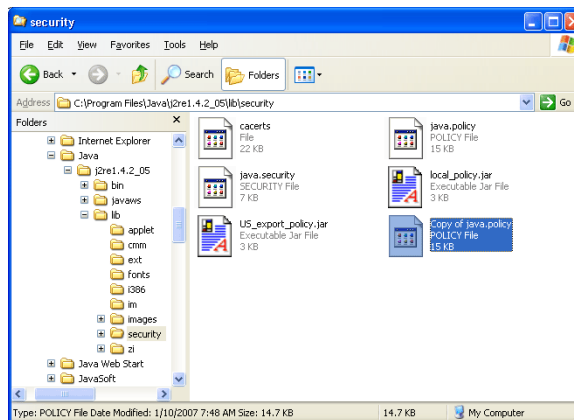 security
File Edit View Favorites Tools Help
Back Search Folders
Address C:\Program Files\Java\j2re1.4.2_05\lib\security Go
Folders
Internet Explorer
Java
j2re1.4.2_05
bin
javaws
lib
applet
cmm
ext
fonts
i386
im
images
security
zi
Java Web Start
JavaSoft
cacerts
File
22 KB
java.policy
POLICY File
15 KB
java.security
SECURITY File
7 KB
local_policy.jar
Executable Jar File
3 KB
US_export_policy.jar
Executable Jar File
3 KB
Copy of java.policy
POLICY File
15 KB
Type: POLICY File Date Modified: 1/10/2007 7:48 AM Size: 14.7 KB 14.7 KB My Computer